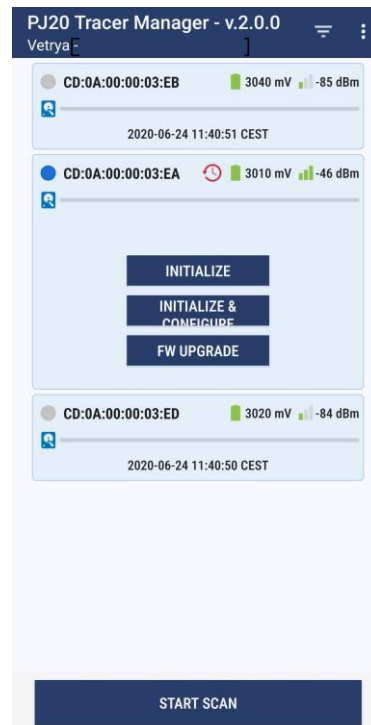 PJ20 Tracer Manager - v.2.0.0
Vetrya -
CD:0A:00:00:03:EB 3040 mV -85 dBm
2020-06-24 11:40:51 CEST
CD:0A:00:00:03:EA 3010 mV -46 dBm
INITIALIZE
INITIALIZE &
CONFIGURE
FW UPGRADE
CD:0A:00:00:03:ED 3020 mV -84 dBm
2020-06-24 11:40:50 CEST
START SCAN